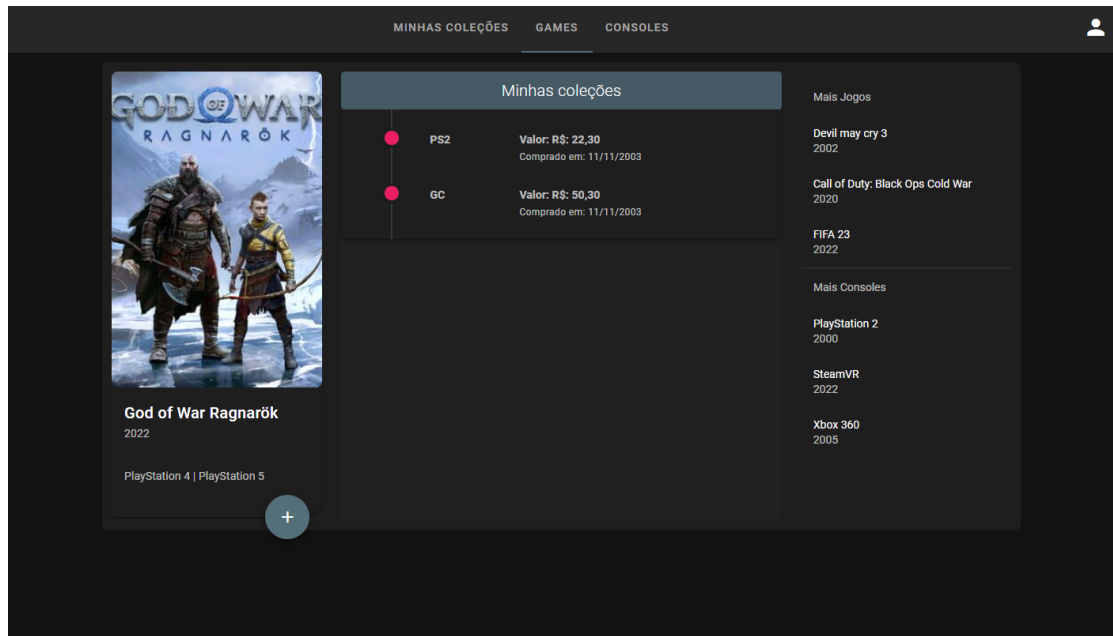 MINHAS COLEÇÕES GAMES CONSOLES
GOD OF WAR
RAGNARÖK
God of War Ragnarök
2022
PlayStation 4 | PlayStation 5
+
Minhas coleções
PS2 Valor: R$: 22,30
Comprado em: 11/11/2003
GC Valor: R$: 50,30
Comprado em: 11/11/2003
Mais Jogos
Devil may cry 3
2002
Call of Duty: Black Ops Cold War
2020
FIFA 23
2022
Mais Consoles
PlayStation 2
2000
SteamVR
2022
Xbox 360
2005